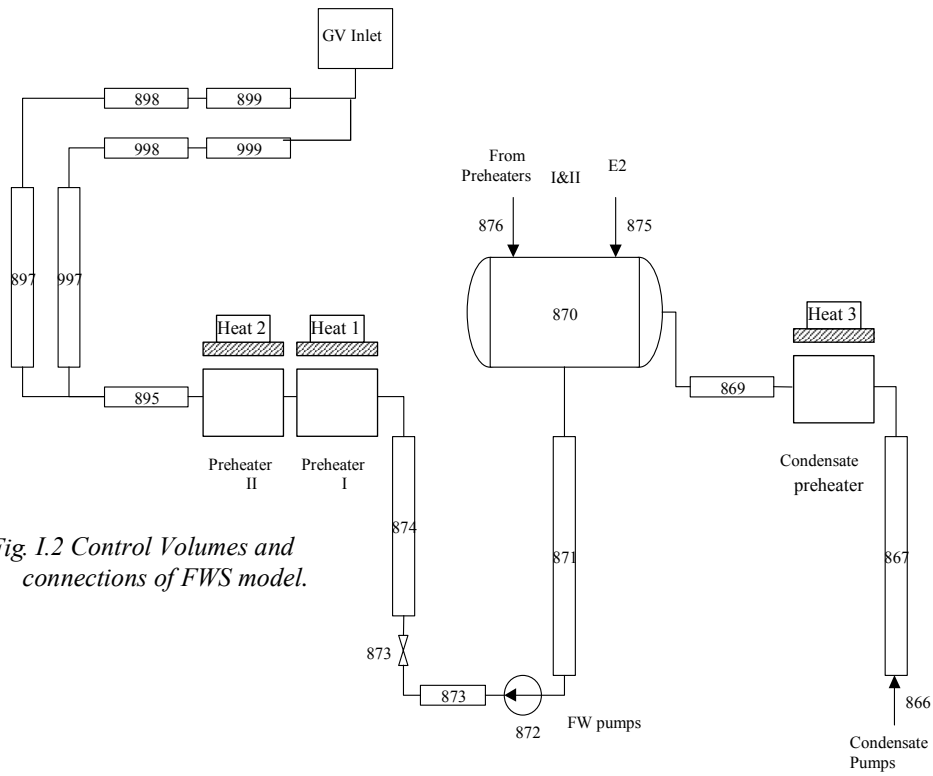 GV Inlet
898
899
998
999
From
Preheaters
I&II
E2
876
875
897
997
870
Heat 2
Heat 1
Heat 3
895
869
Preheater
II
Preheater
I
Condensate
preheater
874
871
867
Fig. I.2 Control Volumes and
connections of FWS model.
873
873
872
FW pumps
866
Condensate
Pumps